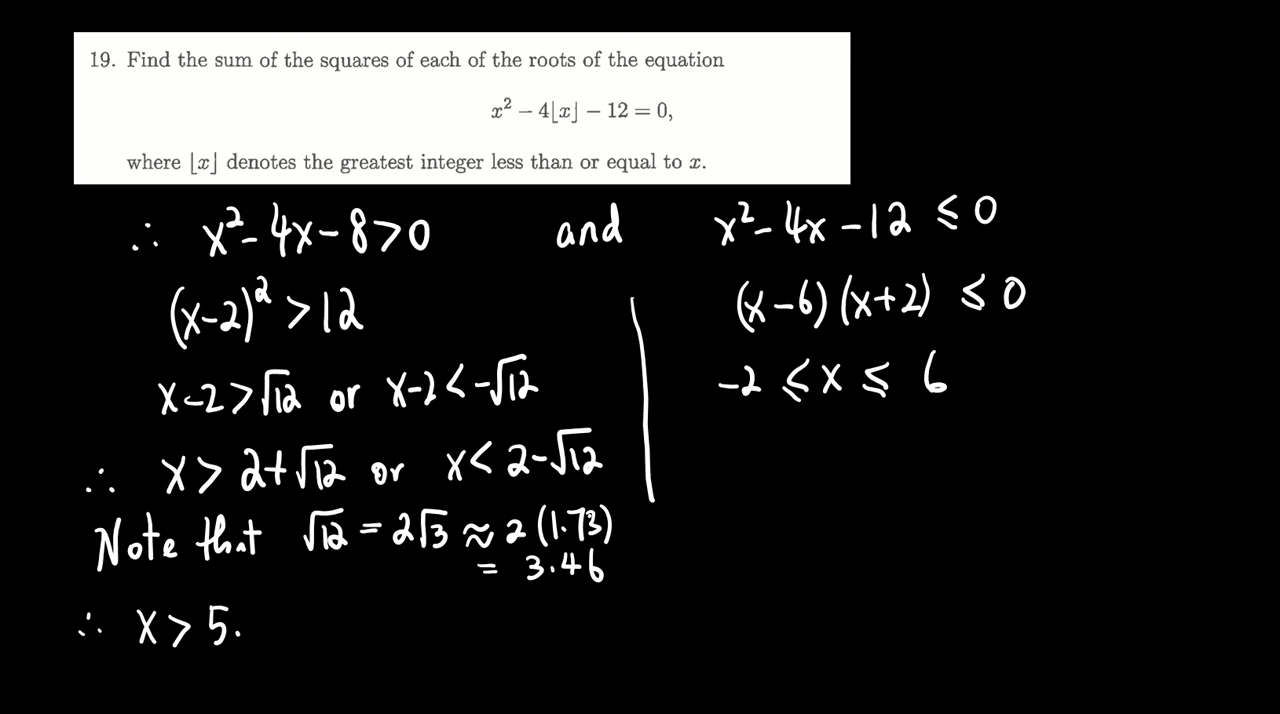 19. Find the sum of the squares of each of the roots of the equation
x² − 4⌊x⌋ − 12 = 0,
where ⌊x⌋ denotes the greatest integer less than or equal to x.
∴ x² - 4x - 8 > 0 and x² - 4x - 12 ≤ 0
(x-2)² > 12 (x-6)(x+2) ≤ 0
x-2 > √12 or x-2 < -√12 -2 ≤ x ≤ 6
∴ x > 2+√12 or x < 2-√12
Note that √12 = 2√3 ≈ 2(1.73)
= 3.46
∴ x > 5.